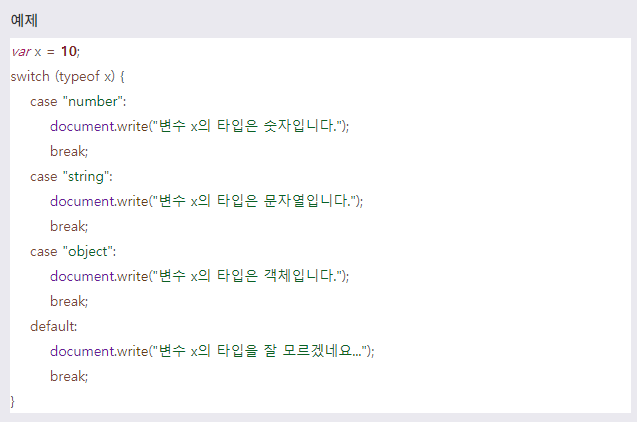 예제
var x = 10;
switch (typeof x) {
case "number":
document.write("변수 x의 타입은 숫자입니다.");
break;
case "string":
document.write("변수 x의 타입은 문자열입니다.");
break;
case "object":
document.write("변수 x의 타입은 객체입니다.");
break;
default:
document.write("변수 x의 타입을 잘 모르겠네요...");
break;
}